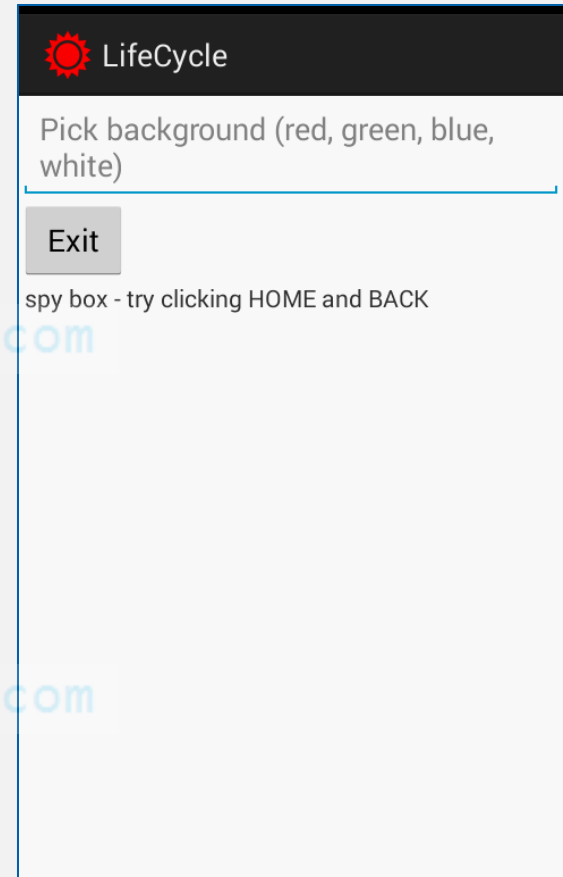 LifeCycle
Pick background (red, green, blue,
white)
Exit
spy box - try clicking HOME and BACK
com
com